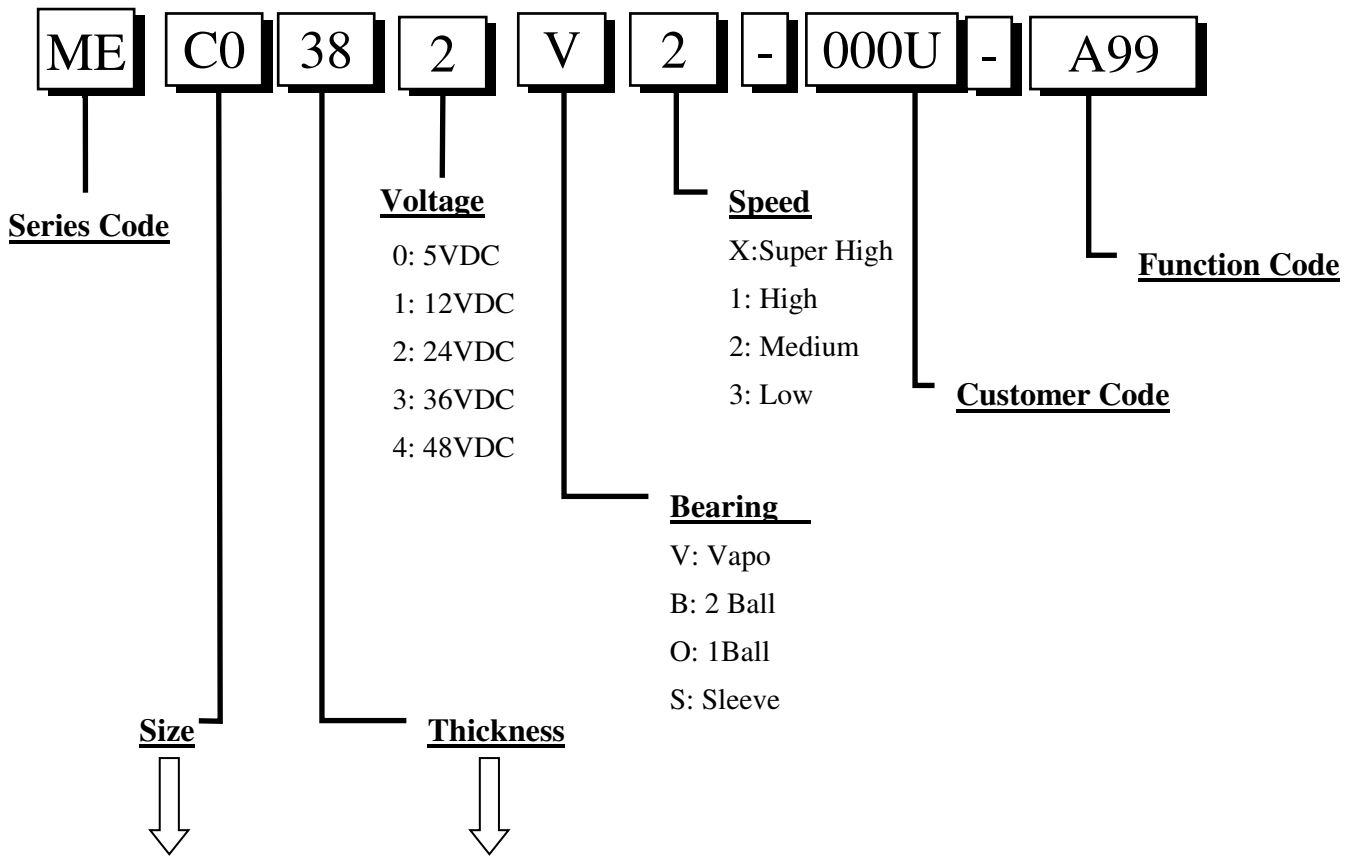 ME C0 38 2 V 2 - 000U - A99
Series Code
Voltage
0: 5VDC
1: 12VDC
2: 24VDC
3: 36VDC
4: 48VDC
Speed
X:Super High
1: High
2: Medium
3: Low
Function Code
Customer Code
Bearing
V: Vapo
B: 2 Ball
O: 1Ball
S: Sleeve
Size
Thickness